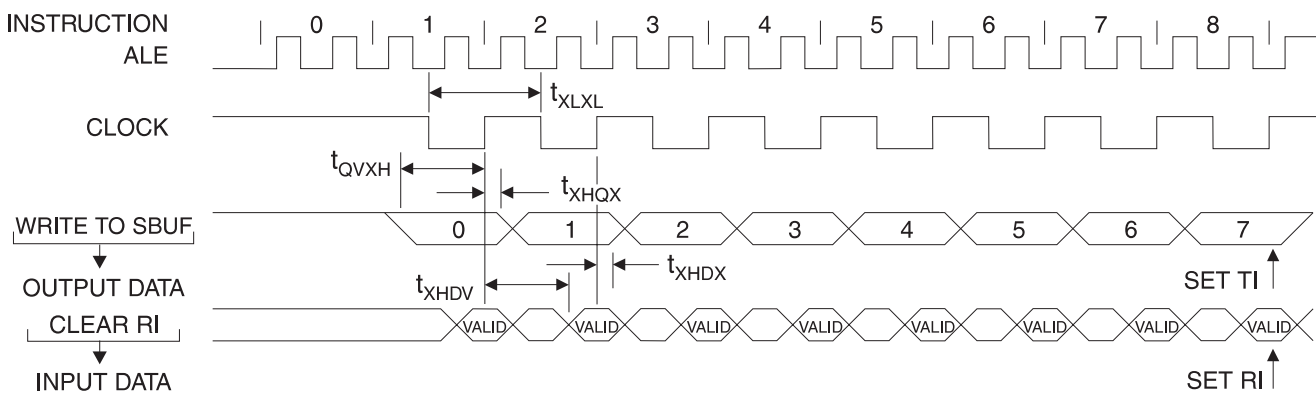 INSTRUCTION 0 1 2 3 4 5 6 7 8
ALE
tXLXL
CLOCK
tQVXH
tXHQX
WRITE TO SBUF 0 1 2 3 4 5 6 7
tXHDX
SET TI
OUTPUT DATA
tXHDV
CLEAR RI VALID VALID VALID VALID VALID VALID VALID VALID
INPUT DATA
SET RI